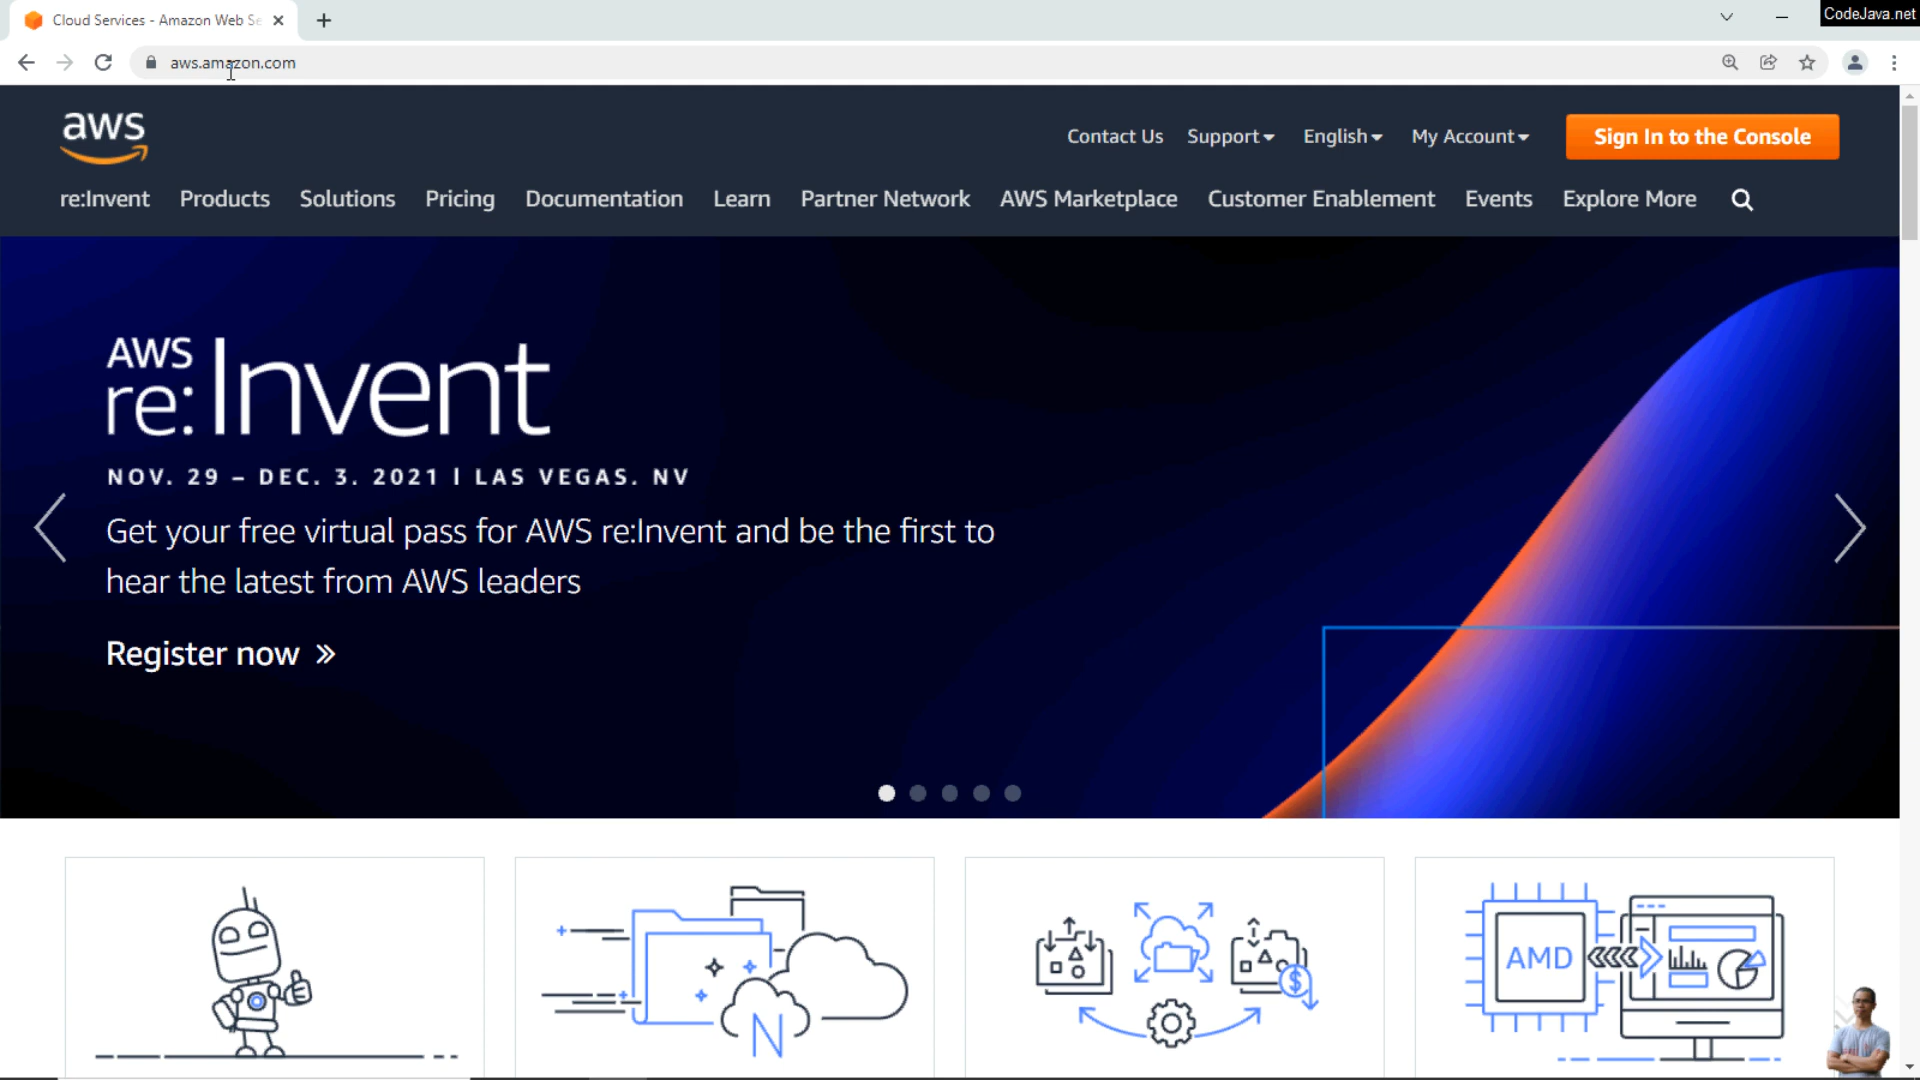 Cloud Services - Amazon Web Se
CodeJava.net
aws.amazon.com
aws
Contact Us Support English My Account Sign In to the Console
re:Invent Products Solutions Pricing Documentation Learn Partner Network AWS Marketplace Customer Enablement Events Explore More
AWS
re:Invent
NOV. 29 – DEC. 3. 2021 | LAS VEGAS. NV
Get your free virtual pass for AWS re:Invent and be the first to
hear the latest from AWS leaders
Register now »
N
$
AMD